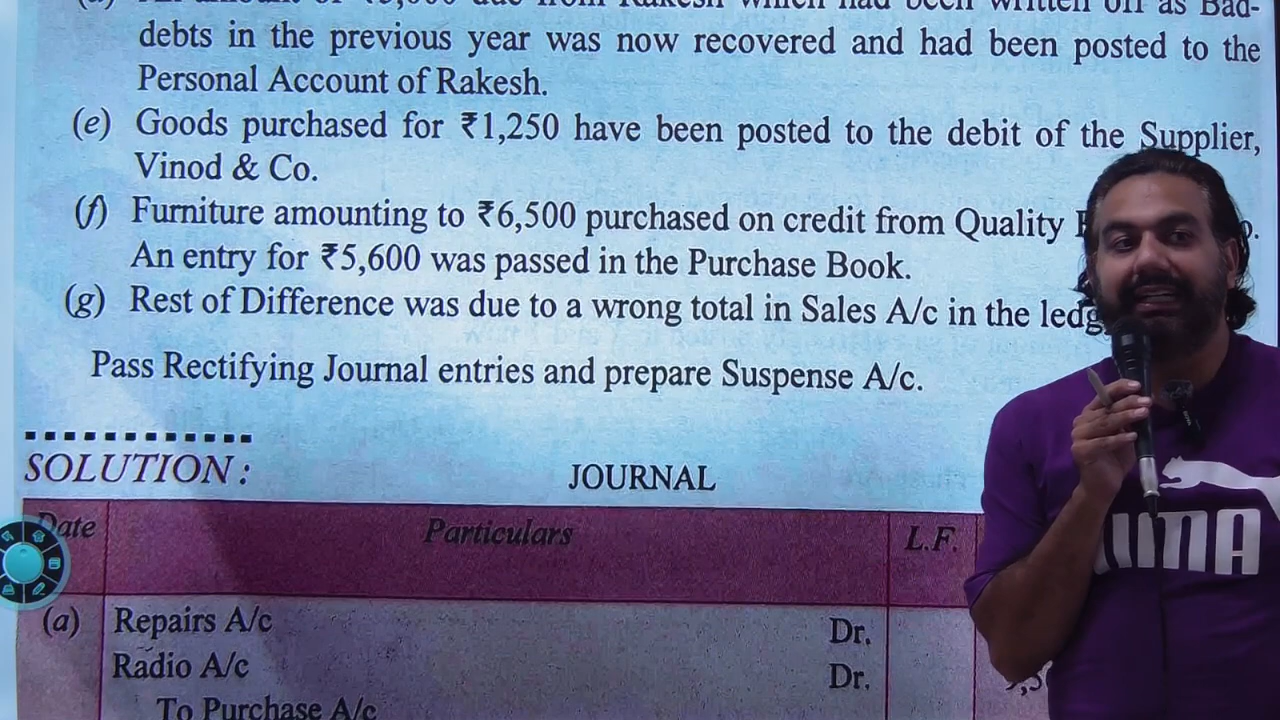 debts in the previous year was now recovered and had been posted to the
Personal Account of Rakesh.
(e) Goods purchased for ₹1,250 have been posted to the debit of the Supplier,
Vinod & Co.
(f) Furniture amounting to ₹6,500 purchased on credit from Quality
An entry for ₹5,600 was passed in the Purchase Book.
(g) Rest of Difference was due to a wrong total in Sales A/c in the
Pass Rectifying Journal entries and prepare Suspense A/c.
SOLUTION :
JOURNAL
Date Particulars L.F.
(a) Repairs A/c Dr.
Radio A/c Dr.
To Purchase A/c